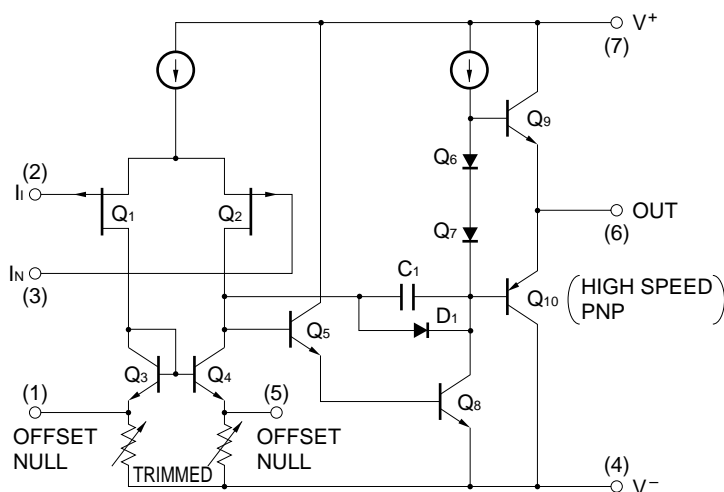 V+
(7)
Q9
(2)
II
Q1
Q2
Q6
OUT
(6)
Q7
IN
(3)
C1
Q10
(HIGH SPEED
PNP)
D1
Q5
Q3
Q4
(1)
(5)
Q8
OFFSET
NULL
OFFSET
NULL
TRIMMED
(4)
V−